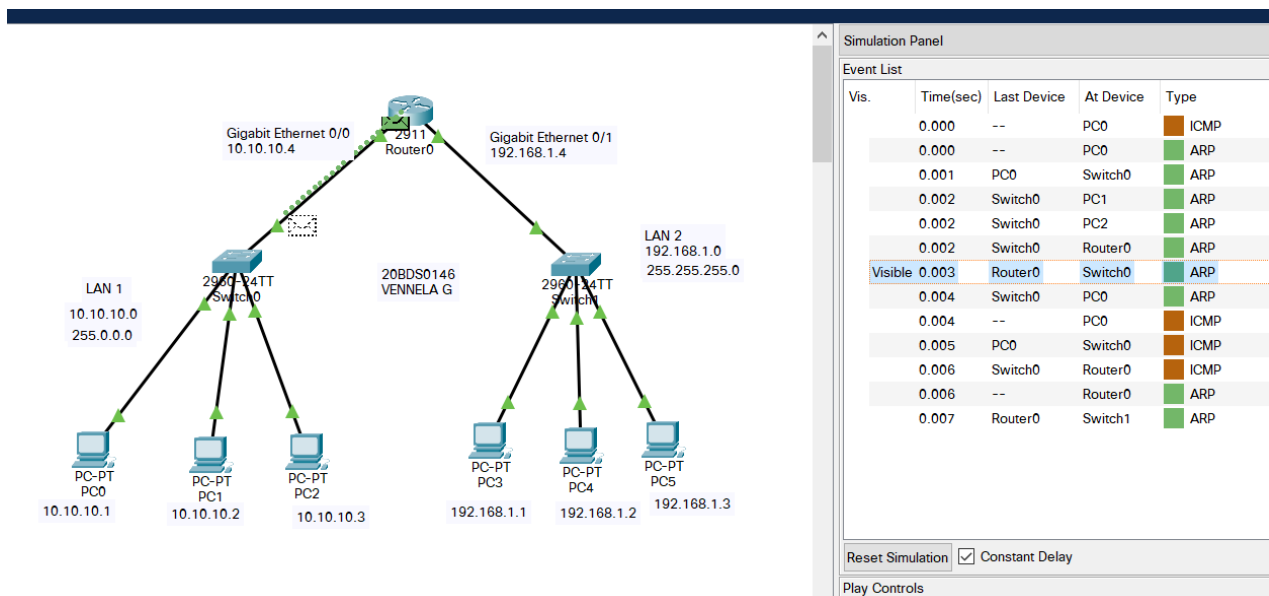 Gigabit Ethernet 0/0
10.10.10.4
2911
Router0
Gigabit Ethernet 0/1
192.168.1.4
LAN 1
10.10.10.0
255.0.0.0
2960-24TT
Switch0
20BDS0146
VENNELA G
2960-24TT
Switch1
LAN 2
192.168.1.0
255.255.255.0
PC-PT
PC0
10.10.10.1
PC-PT
PC1
10.10.10.2
PC-PT
PC2
10.10.10.3
PC-PT
PC3
192.168.1.1
PC-PT
PC4
192.168.1.2
PC-PT
PC5
192.168.1.3
Simulation Panel
Event List
Vis. Time(sec) Last Device At Device Type
0.000 -- PC0 ICMP
0.000 -- PC0 ARP
0.001 PC0 Switch0 ARP
0.002 Switch0 PC1 ARP
0.002 Switch0 PC2 ARP
0.002 Switch0 Router0 ARP
Visible 0.003 Router0 Switch0 ARP
0.004 Switch0 PC0 ARP
0.004 -- PC0 ICMP
0.005 PC0 Switch0 ICMP
0.006 Switch0 Router0 ICMP
0.006 -- Router0 ARP
0.007 Router0 Switch1 ARP
Reset Simulation Constant Delay
Play Controls